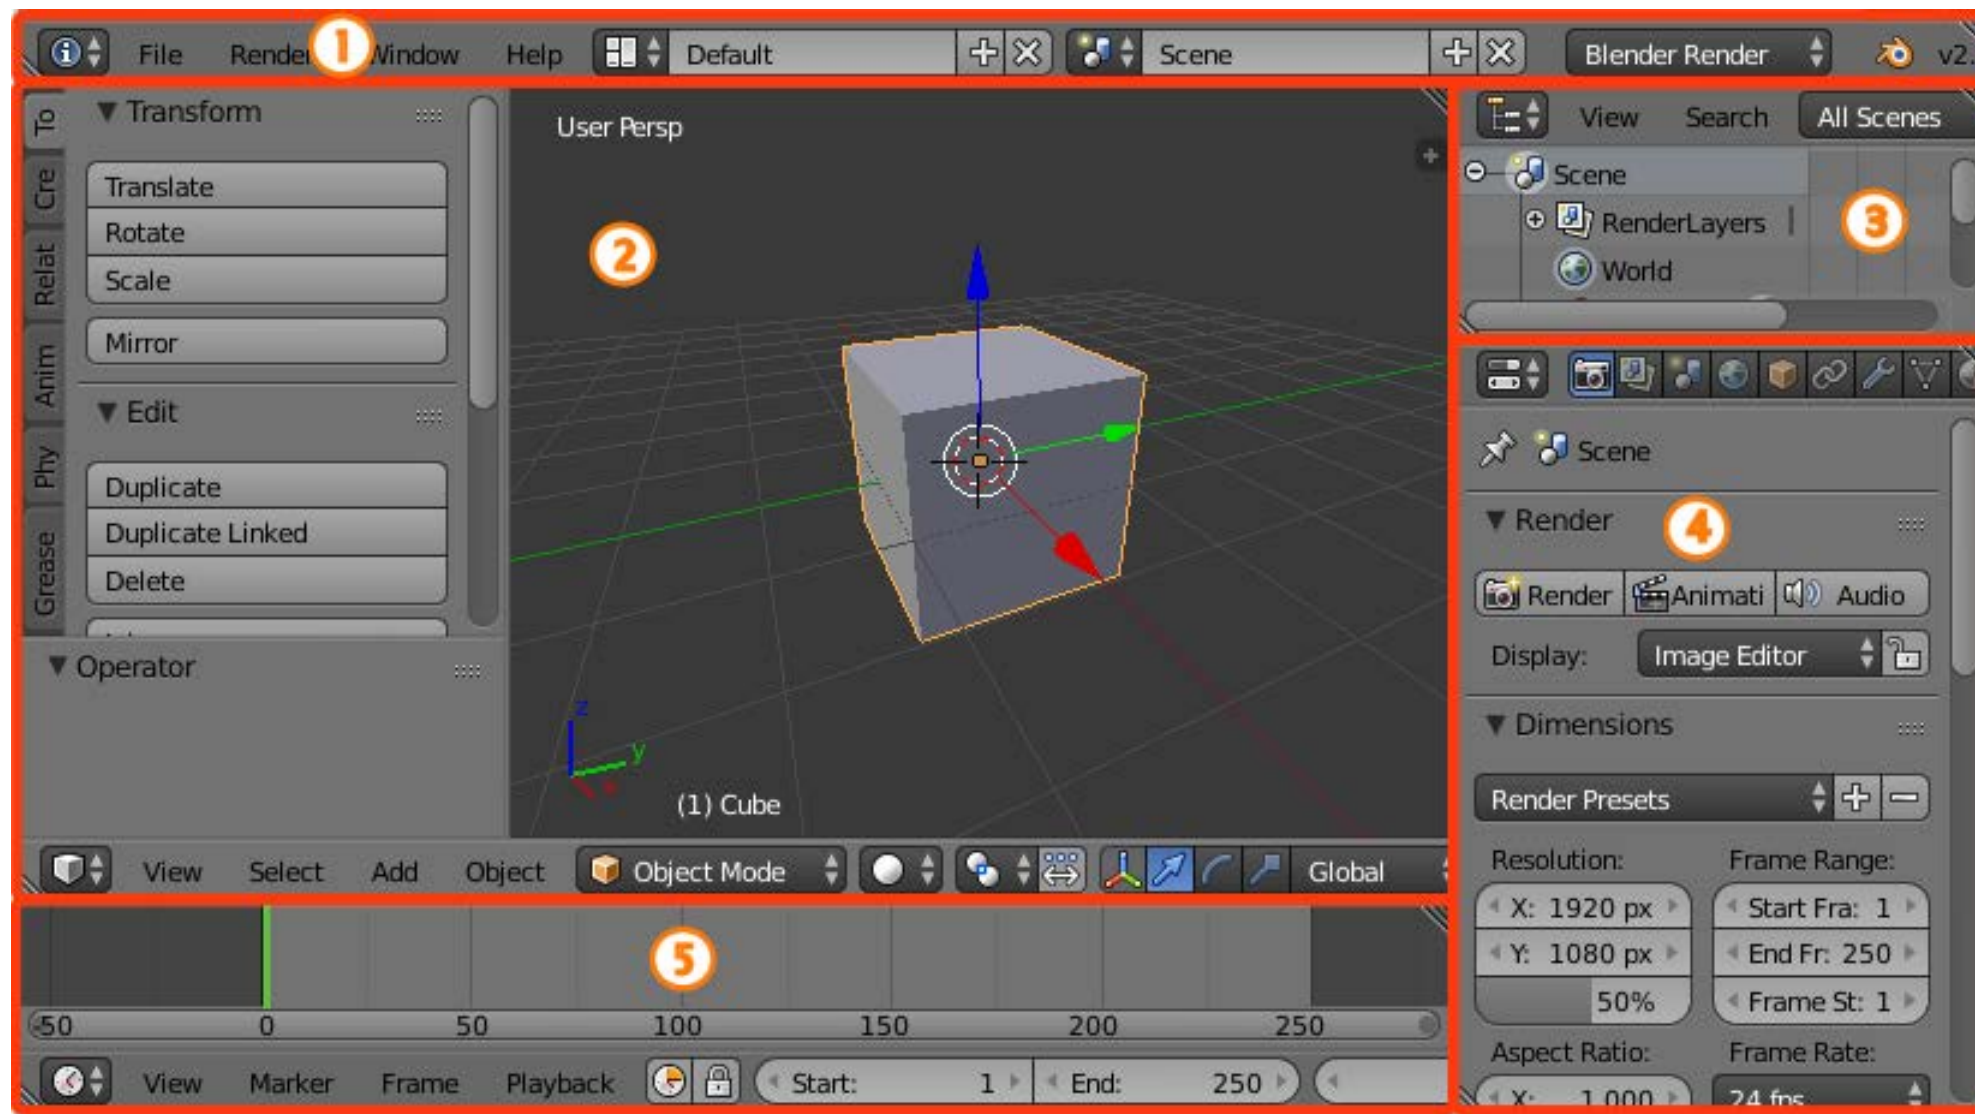 File Render Window Help Default Scene Blender Render v2.
1
To
Cre
Relat
Anim
Phy
Grease
Transform
Translate
Rotate
Scale
Mirror
Edit
Duplicate
Duplicate Linked
Delete
Operator
User Persp
2
z
y
(1) Cube
View Select Add Object Object Mode Global
View Search All Scenes
Scene
RenderLayers
World
3
Scene
Render
4
Render Animati Audio
Display: Image Editor
Dimensions
Render Presets
Resolution: Frame Range:
X: 1920 px Start Fra: 1
Y: 1080 px End Fr: 250
50% Frame St: 1
Aspect Ratio: Frame Rate:
X: 1.000 24 fps
5
-50 0 50 100 150 200 250
View Marker Frame Playback Start: 1 End: 250